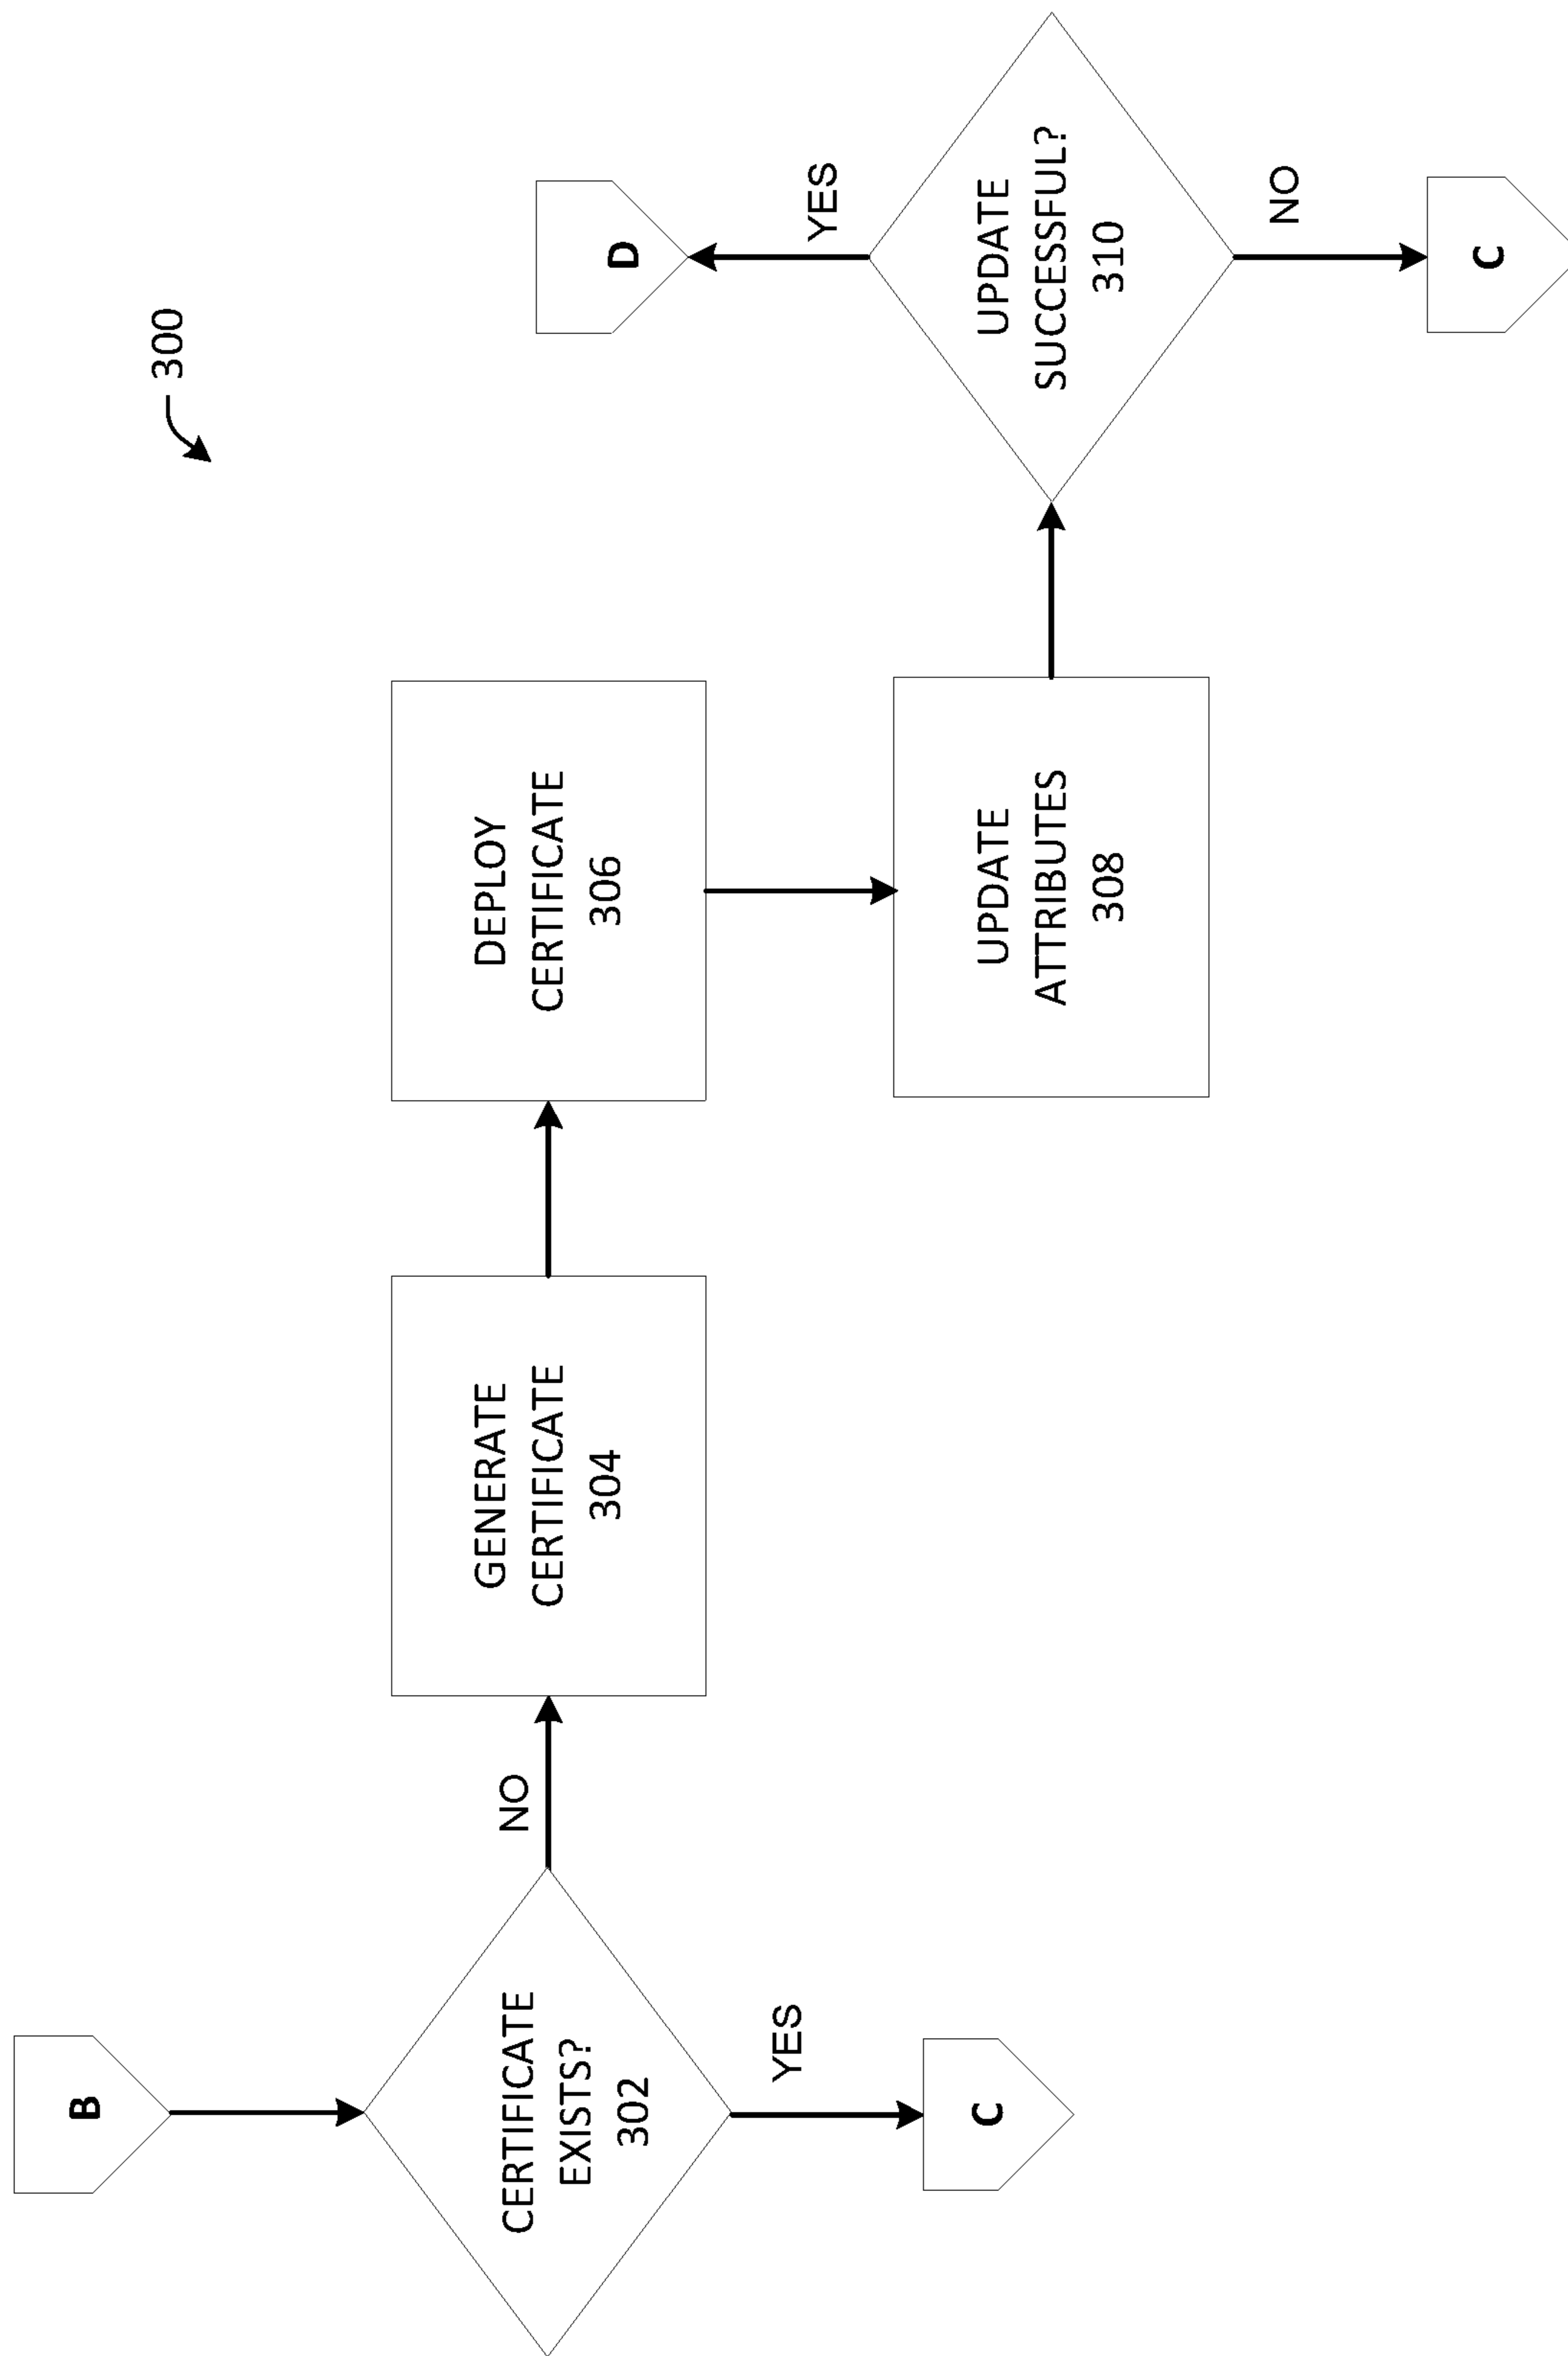 300
B
CERTIFICATE
EXISTS?
302
NO
YES
C
GENERATE
CERTIFICATE
304
DEPLOY
CERTIFICATE
306
UPDATE
ATTRIBUTES
308
UPDATE
SUCCESSFUL?
310
YES
D
NO
C